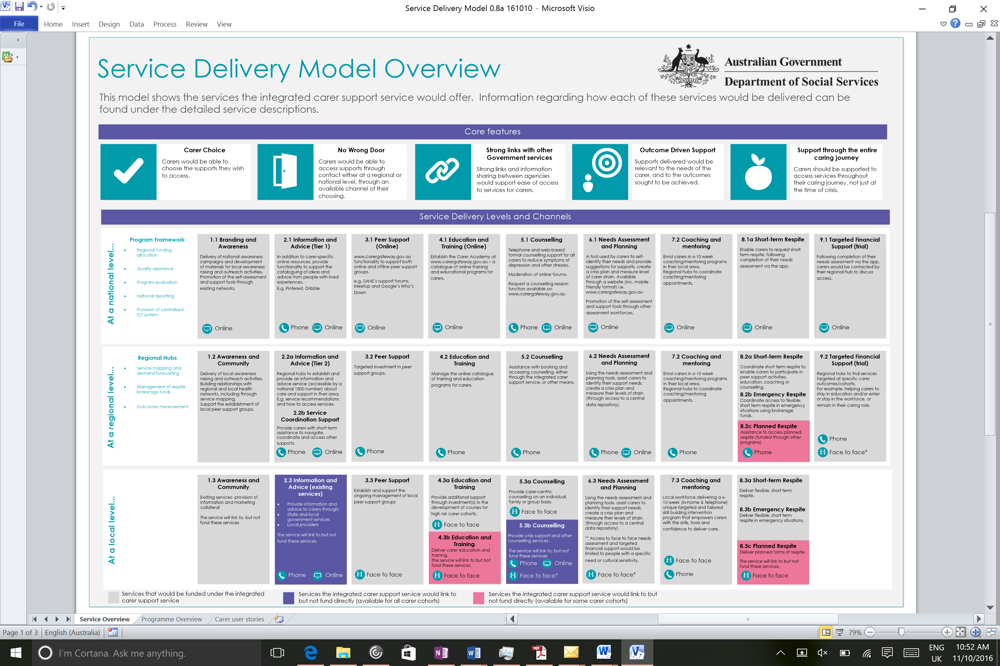 Service Delivery Model 0.8a 161010 - Microsoft Visio
File
Home
Insert
Design
Data
Process
Review
View
Service Delivery Model Overview
Australian Government
Department of Social Services
AUSTRALIA
This model shows the services the integrated carer support service would offer. Information regarding how each of these services would be delivered can be
found under the detailed service descriptions.
Core features
Carer Choice
Carers would be able to
choose the supports they wish
to access.
No Wrong Door
Carers would be able to
access supports through
contact either at a regional or
national level, through an
available channel of their
choosing.
Strong links with other
Government services
Strong links and information
sharing between agencies
would support ease of access
to services for carers.
Outcome Driven Support
Supports delivered would be
relevant to the needs of the
carer, and to the outcomes
sought to be achieved.
Support through the entire
caring journey
Carers should be supported to
access services throughout
their caring journey, not just at
the time of crisis.
Service Delivery Levels and Channels
At a national level...
Program Framework
• Regional funding
allocation
• Quality assurance
• Program evaluation
• National reporting
• Provision of centralised
ICT system
1.1 Branding and
Awareness
Delivery of national awareness
campaigns and development
of materials for local awareness
raising and outreach activities.
Promotion of the self-assessment
and support tools through
existing networks.
Online
2.1 Information and
Advice (Tier 1)
In addition to carer-specific
online resources, provide
functionality to support the
cataloguing of ideas and
advice from people with lived
experiences.
E.g. Pinterest, Dribble
Phone
Online
3.1 Peer Support
(Online)
www.carergateway.gov.au
functionality to support both
online and offline peer support
groups.
e.g. SANE's support forums,
Meetup and Google's Who's
Down
Online
4.1 Education and
Training (Online)
Establish the Carer Academy at
www.carergateway.gov.au – a
catalogue of online training
and educational programs for
carers.
Online
5.1 Counselling
Telephone and web-based
formal counselling support for all
carers to reduce symptoms of
depression and other stresses.
Moderation of online forums.
Request a counselling session
function available on
www.carergateway.gov.au
Phone
Online
6.1 Needs Assessment
and Planning
A tool used by carers to self-
identify their needs and provide
suggestions for supports, create
a crisis plan and measure level
of carer strain. Available
through a website (inc. mobile
friendly format) i.e.
www.carergateway.gov.au
Promotion of the self-assessment
and support tools through other
assessment workforces.
Online
7.2 Coaching and
mentoring
Enrol carers in 6-10 week
coaching/mentoring programs
in their local area.
Regional hubs to coordinate
coaching/mentoring
appointments.
Online
8.1a Short-term Respite
Enable carers to request short
term respite, following
completion of their needs
assessment via the app.
Online
9.1 Targeted Financial
Support (trial)
Following completion of their
needs assessment via the app,
carers would be contacted by
their regional hub to discuss
access.
Online
At a regional level...
Regional Hubs
• Service mapping and
demand forecasting
• Management of respite
brokerage funds
• Outcomes measurement
1.2 Awareness and
Community
Delivery of local awareness
raising and outreach activities.
Building relationships with
regional and local health
networks, including through
service mapping.
Support the establishment of
local peer support groups.
2.2a Information and
Advice (Tier 2)
Regional hubs to establish and
provide an information and
advice service (accessible by a
national 1800 number) about
care and support in their area.
E.g. service recommendations
and how to access services.
2.2b Service
Coordination Support
Provide carers with short term
assistance to navigate,
coordinate and access other
supports.
Phone
Online
3.2 Peer Support
Targeted investment in peer
support groups.
Phone
4.2 Education and
Training
Manage the online catalogue
of training and education
programs for carers.
Phone
5.2 Counselling
Assistance with booking and
accessing counselling, either
through the integrated carer
support service, or other means.
Phone
6.2 Needs Assessment
and Planning
Using the needs assessment and
planning tools, assist carers to
identify their support needs,
create a crisis plan and
measure their levels of strain
(through access to a central
data repository).
Phone
Online
7.2 Coaching and
mentoring
Enrol carers in 6-10 week
coaching/mentoring programs
in their local area.
Regional hubs to coordinate
coaching/mentoring
appointments.
Phone
8.2a Short-term Respite
Coordinate short term respite to
enable carers to participate in
peer support activities,
education, coaching or
counselling.
8.2b Emergency Respite
Coordinate access to flexible,
short term respite in emergency
situations using brokerage
funds.
8.2c Planned Respite
Assistance to access planned
respite (funded through other
programs)
Phone
9.2 Targeted Financial
Support (trial)
Regional hubs to trial services
targeted at specific carer
outcomes/cohorts.
For example, helping carers to
stay in education and/or enter
or stay in the workforce, or
remain in their caring role.
Phone
Face to face*
At a local level...
1.3 Awareness and
Community
Existing services- provision of
information and marketing
collateral
The service will link to, but not
fund these services
2.3 Information and
Advice (existing
services)
• Provide information and
advice to carers through:
• State and local
government services
• Local providers
The service will link to but not
fund these services.
Phone
Online
3.3 Peer Support
Establish and support the
ongoing management of local
peer support groups
Face to face
4.3a Education and
Training
Provide additional support
through investment(s) in the
development of courses for
high risk carer cohorts.
Face to face
4.3b Education and
Training.
Deliver carer education and
training.
The service will link to but not
fund these services.
Face to face
5.3a Counselling
Provide carer-centric
counselling on an individual,
family or group basis.
Face to face
5.3b Counselling
Provide crisis support and other
counselling services.
The service will link to, but not
fund these services
Phone
Online
Face to face*
6.3 Needs Assessment
and Planning
Using the needs assessment and
planning tools, assist carers to
identify their support needs,
create a crisis plan and
measure their levels of strain
(through access to a central
data repository).
** Access to face to face needs
assessment and targeted
financial support would be
limited to people with a specific
need or cultural sensitivity.
Face to face*
7.3 Coaching and
mentoring
Local workforce delivering a 6-
10 week (in-home & telephone)
unique targeted and tailored
skill building intervention
program that empowers carers
with the skills, tools and
confidence to deliver care.
Face to face
Phone
8.3a Short-term Respite
Deliver flexible, short term
respite.
8.3b Emergency Respite
Deliver flexible, short term
respite in emergency situations.
8.3c Planned Respite
Deliver planned forms of respite.
The service will link to but not
fund these services.
Face to face
Services that would be funded under the integrated
carer support service
Services the integrated carer support service would link to
but not fund directly (available for all carer cohorts)
Services the integrated carer support service would link to but
not fund directly (available for some carer cohorts)
Service Overview
Programme Overview
Carer user stories
Page 1 of 3
English (Australia)
79%
I'm Cortana. Ask me anything.
ENG
UK
10:52 AM
11/10/2016